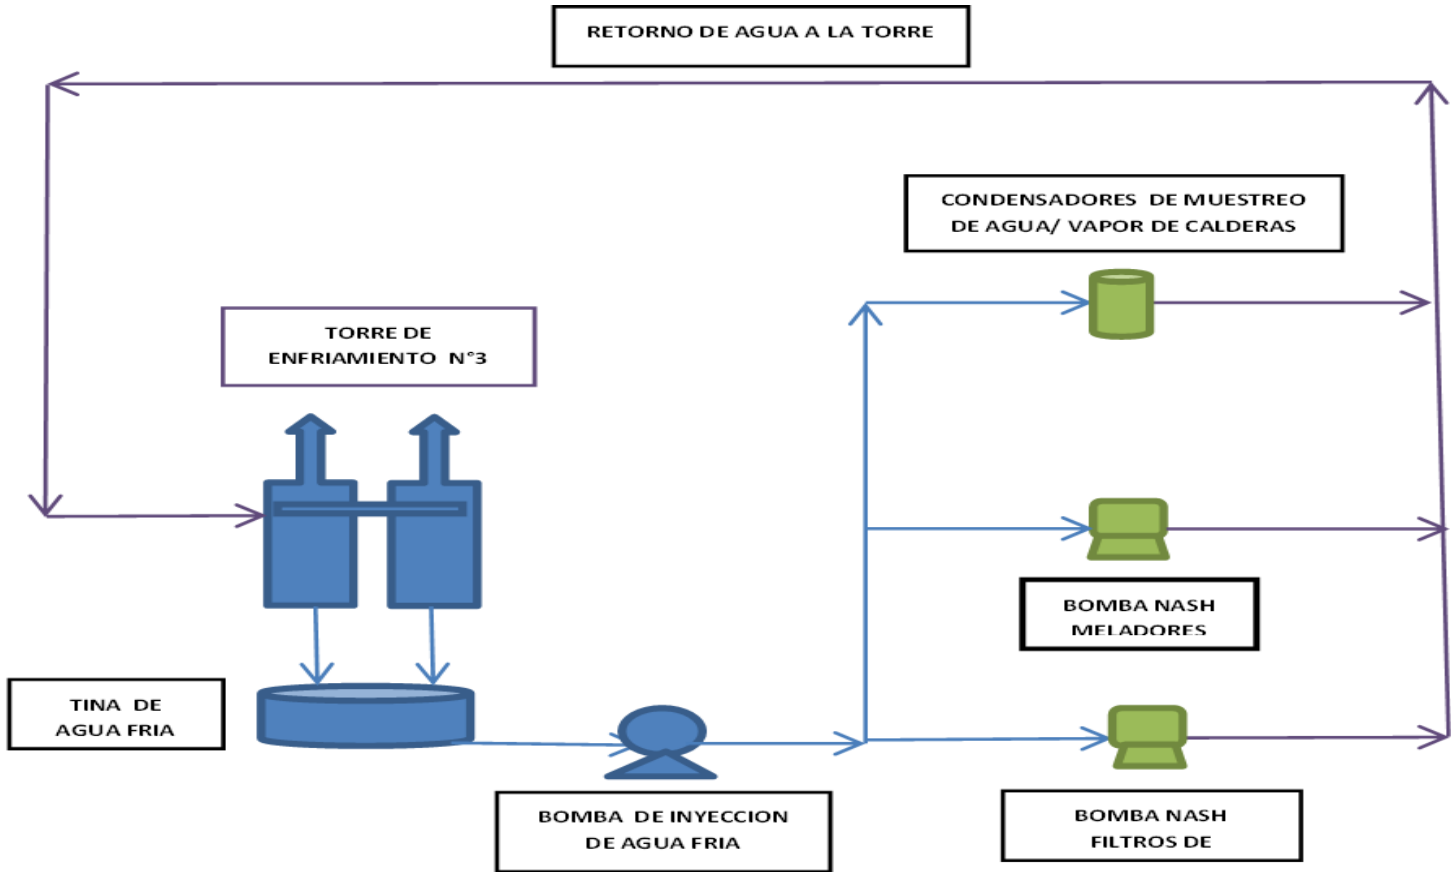 RETORNO DE AGUA A LA TORRE
CONDENSADORES DE MUESTREO
DE AGUA/ VAPOR DE CALDERAS
TORRE DE
ENFRIAMIENTO N°3
BOMBA NASH
MELADORES
TINA DE
AGUA FRIA
BOMBA DE INYECCION
DE AGUA FRIA
BOMBA NASH
FILTROS DE